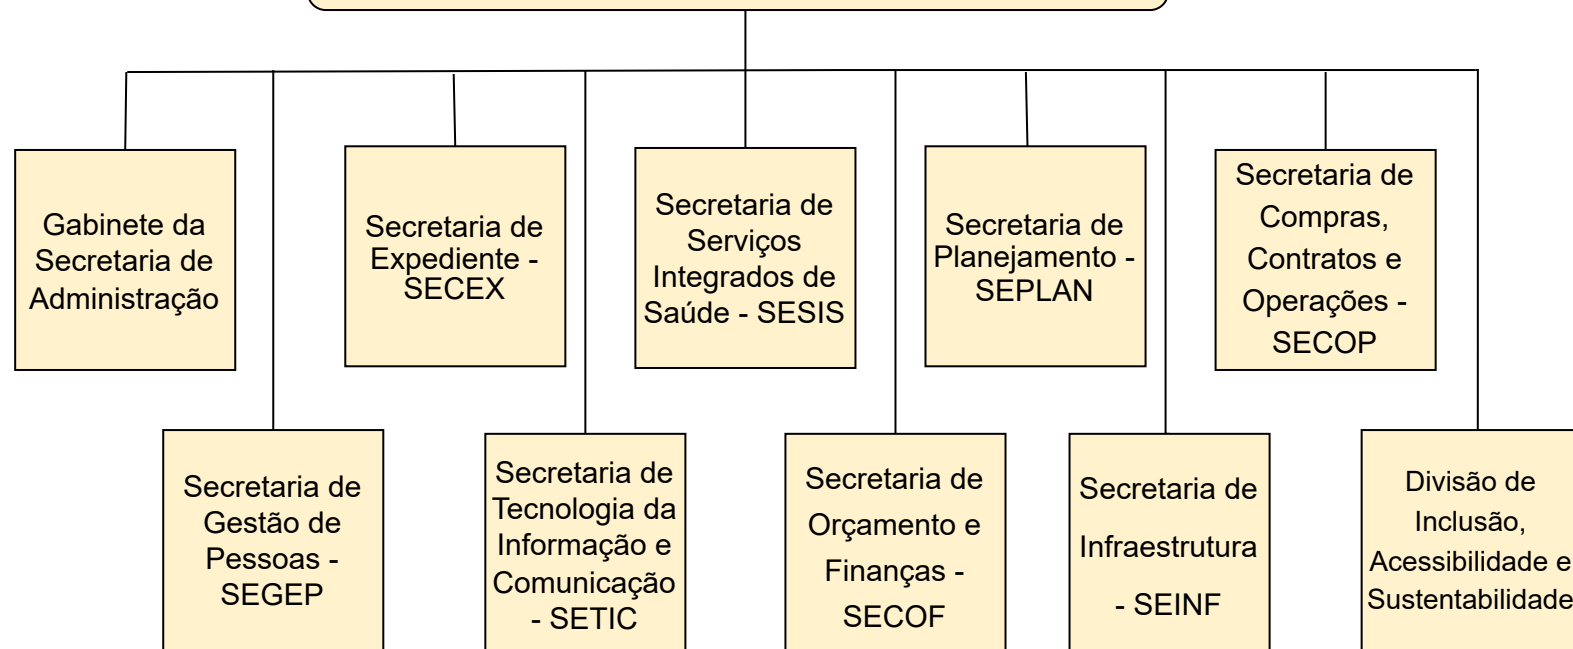 Gabinete da
Secretaria de
Administração
Secretaria de
Expediente -
SECEX
Secretaria de
Serviços
Integrados de
Saúde - SESIS
Secretaria de
Planejamento -
SEPLAN
Secretaria de
Compras,
Contratos e
Operações -
SECOP
Secretaria de
Gestão de
Pessoas -
SEGEP
Secretaria de
Tecnologia da
Informação e
Comunicação
- SETIC
Secretaria de
Orçamento e
Finanças -
SECOF
Secretaria de
Infraestrutura
- SEINF
Divisão de
Inclusão,
Acessibilidade e
Sustentabilidade